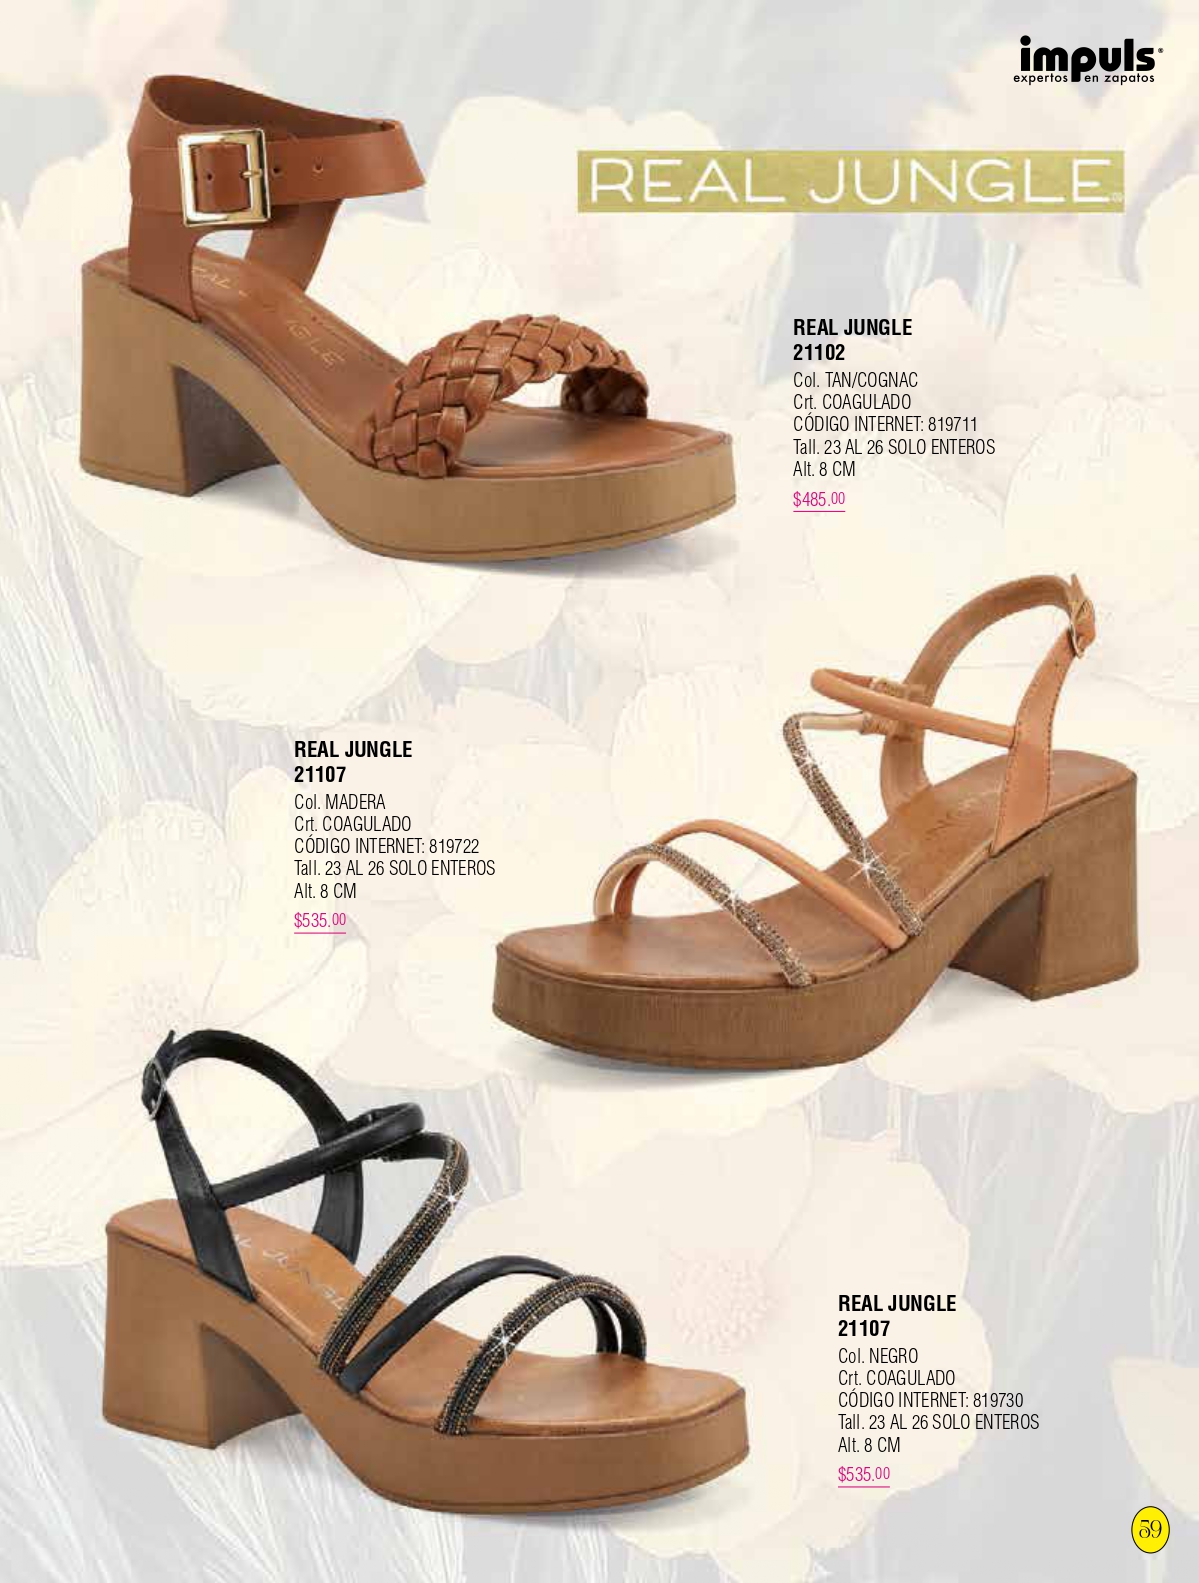 impuls®
expertos en zapatos
REAL JUNGLE®
REAL JUNGLE
21102
Col. TAN/COGNAC
Crt. COAGULADO
CÓDIGO INTERNET: 819711
Tall. 23 AL 26 SOLO ENTEROS
Alt. 8 CM
$485.00
REAL JUNGLE
21107
Col. MADERA
Crt. COAGULADO
CÓDIGO INTERNET: 819722
Tall. 23 AL 26 SOLO ENTEROS
Alt. 8 CM
$535.00
REAL JUNGLE
21107
Col. NEGRO
Crt. COAGULADO
CÓDIGO INTERNET: 819730
Tall. 23 AL 26 SOLO ENTEROS
Alt. 8 CM
$535.00
59